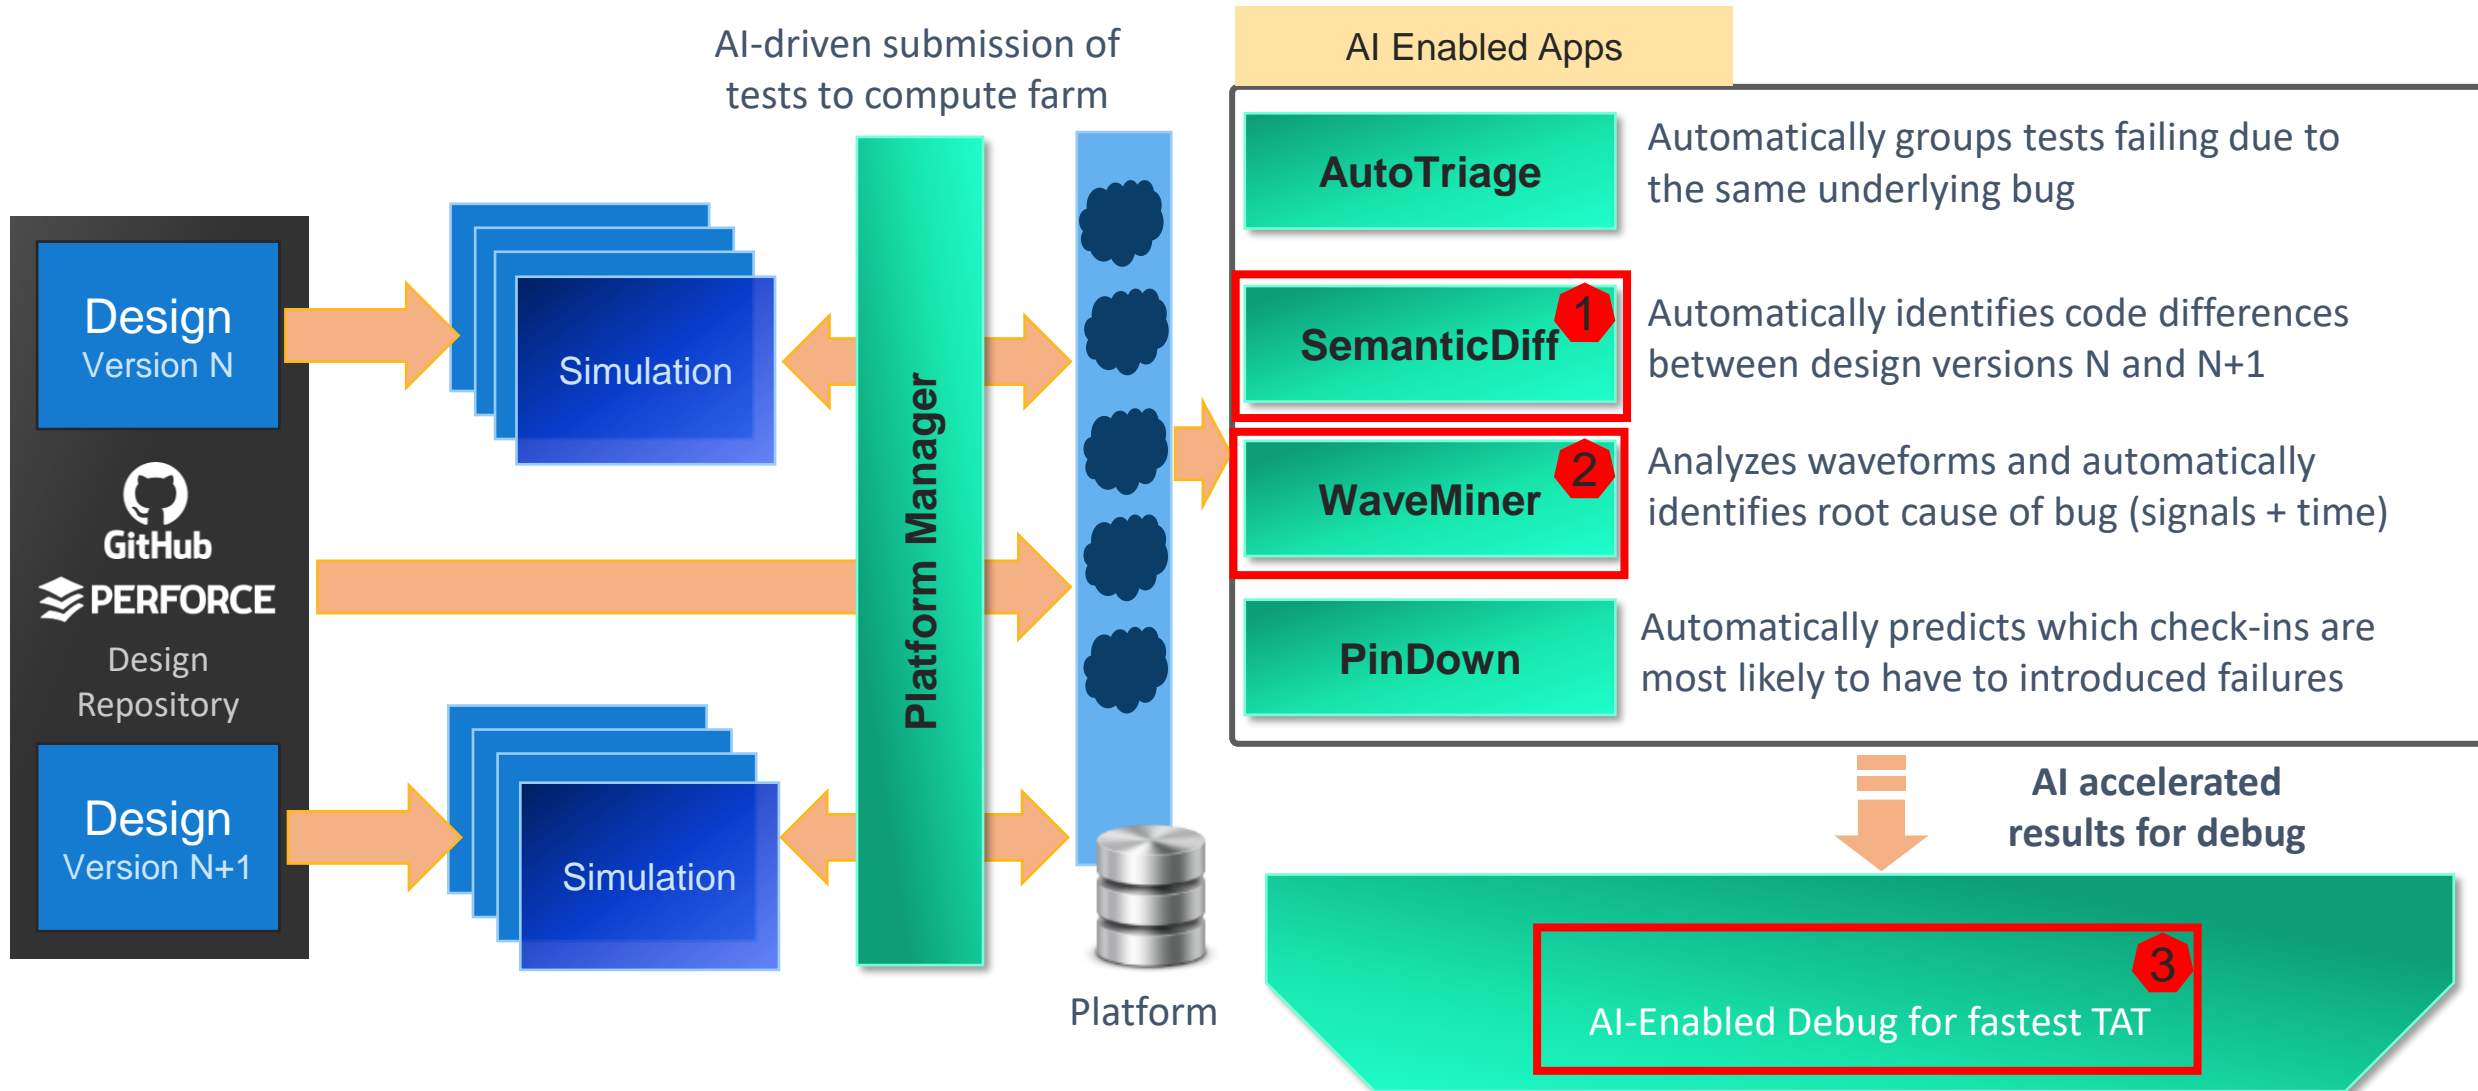 AI-driven submission of
tests to compute farm
AI Enabled Apps
Design
Version N
GitHub
PERFORCE
Design
Repository
Design
Version N+1
Simulation
Simulation
Platform Manager
Platform
AutoTriage
Automatically groups tests failing due to
the same underlying bug
SemanticDiff
1
Automatically identifies code differences
between design versions N and N+1
WaveMiner
2
Analyzes waveforms and automatically
identifies root cause of bug (signals + time)
PinDown
Automatically predicts which check-ins are
most likely to have to introduced failures
AI accelerated
results for debug
3
AI-Enabled Debug for fastest TAT